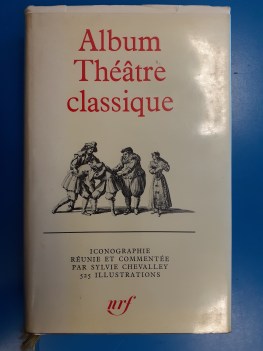 Album
Théâtre
classique
ICONOGRAPHIE
RÉUNIE ET COMMENTÉE
PAR SYLVIE CHEVALLEY
525 ILLUSTRATIONS
nrf